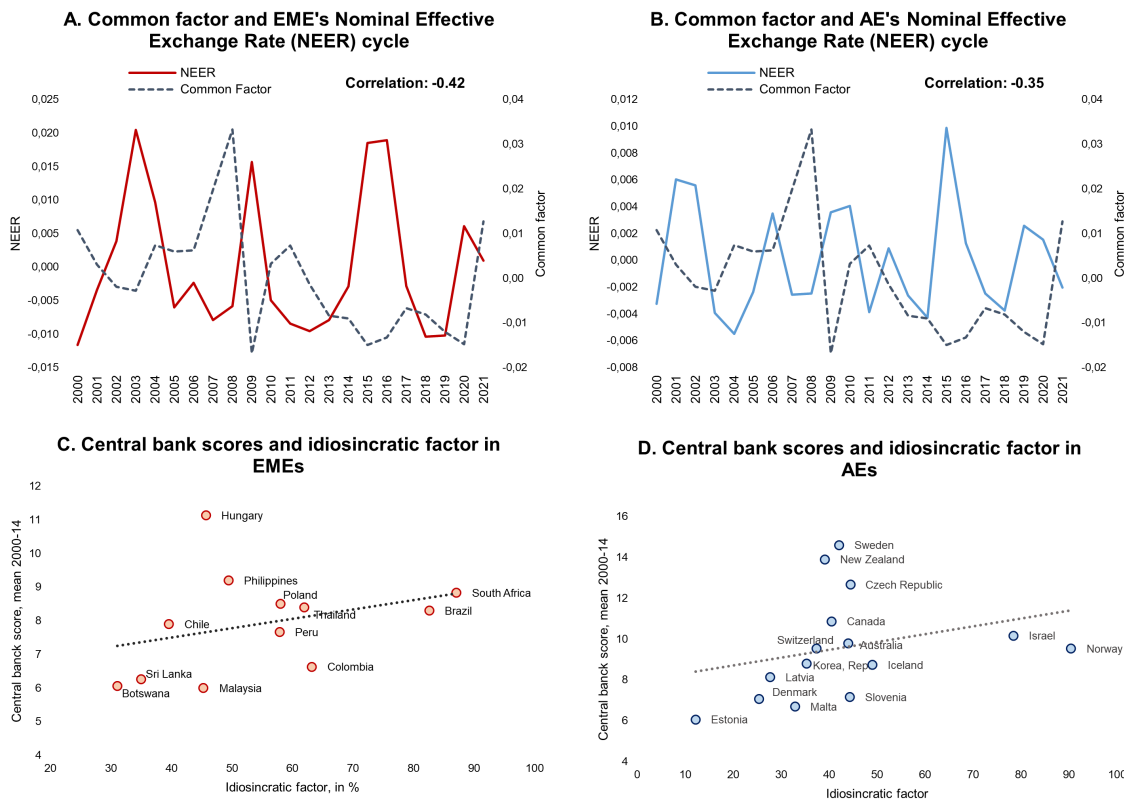 A. Common factor and EME's Nominal Effective
Exchange Rate (NEER) cycle
NEER
Common Factor
Correlation: -0.42
0,025
0,020
0,015
0,010
0,005
0,000
-0,005
-0,010
-0,015
NEER
0,04
0,03
0,02
0,01
0,00
-0,01
-0,02
Common factor
2000
2001
2002
2003
2004
2005
2006
2007
2008
2009
2010
2011
2012
2013
2014
2015
2016
2017
2018
2019
2020
2021
B. Common factor and AE's Nominal Effective
Exchange Rate (NEER) cycle
NEER
Common Factor
Correlation: -0.35
0,012
0,010
0,008
0,006
0,004
0,002
0,000
-0,002
-0,004
-0,006
-0,008
NEER
0,04
0,03
0,02
0,01
0,00
-0,01
-0,02
Common factor
2000
2001
2002
2003
2004
2005
2006
2007
2008
2009
2010
2011
2012
2013
2014
2015
2016
2017
2018
2019
2020
2021
C. Central bank scores and idiosincratic factor in
EMEs
Central banck score, mean 2000-14
12
11
10
9
8
7
6
5
4
Hungary
Philippines
Poland
South Africa
Thailand
Brazil
Chile
Peru
Colombia
Sri Lanka
Botswana
Malaysia
20
30
40
50
60
70
80
90
100
Idiosincratic factor, in %
D. Central bank scores and idiosincratic factor in
AEs
Central banck score, mean 2000-14
16
14
12
10
8
6
4
Sweden
New Zealand
Czech Republic
Canada
Switzerland
Australia
Israel
Norway
Korea, Rep.
Iceland
Latvia
Denmark
Slovenia
Malta
Estonia
0
10
20
30
40
50
60
70
80
90
100
Idiosincratic factor